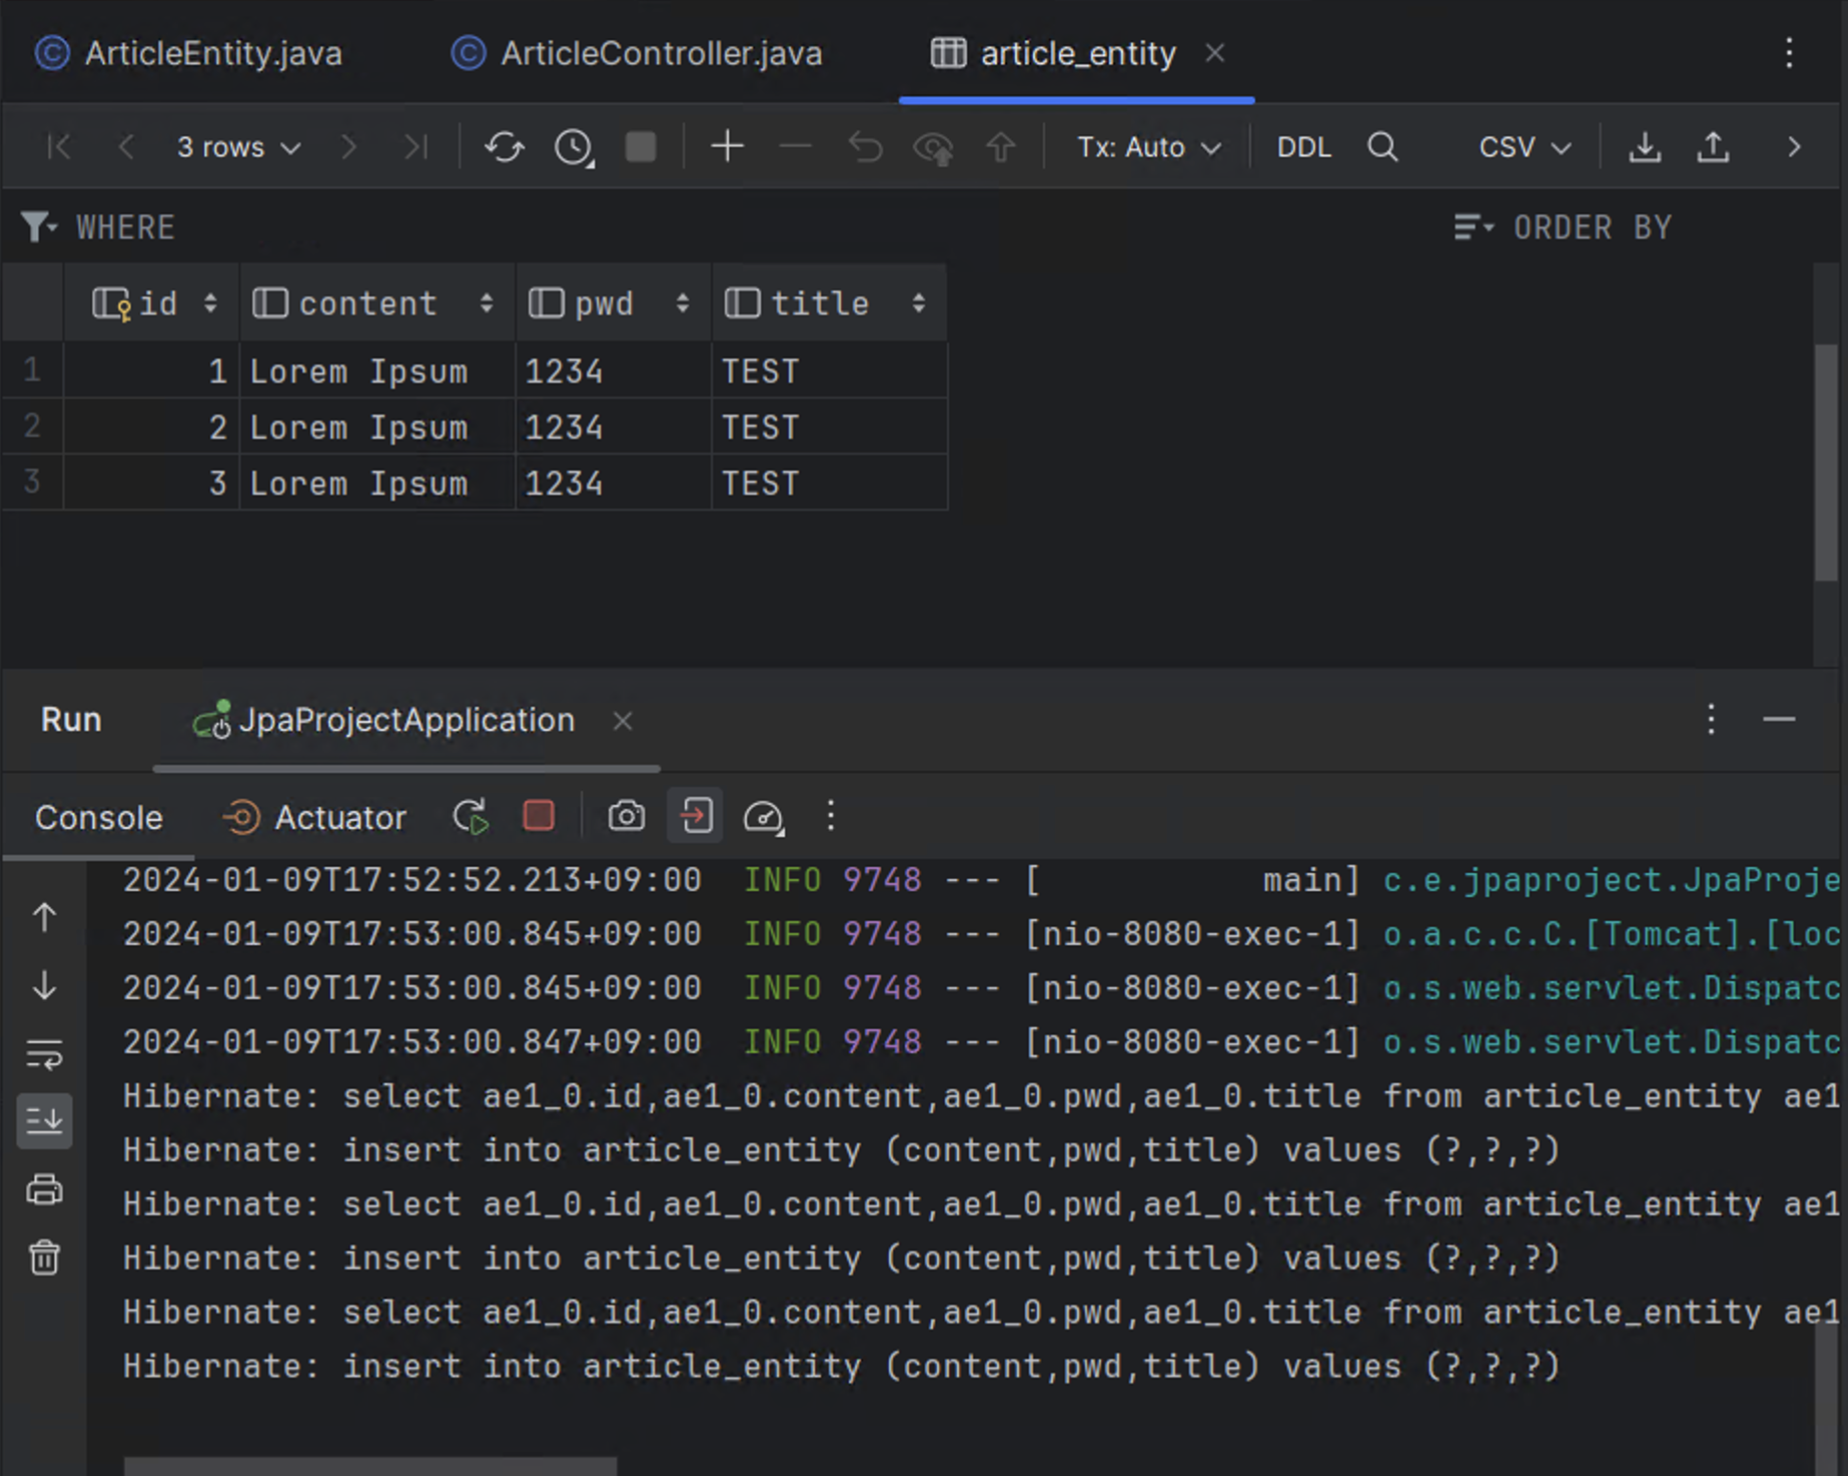 ArticleEntity.java ArticleController.java article_entity
3 rows Tx: Auto DDL CSV
WHERE ORDER BY
id content pwd title
1 1 Lorem Ipsum 1234 TEST
2 2 Lorem Ipsum 1234 TEST
3 3 Lorem Ipsum 1234 TEST
Run JpaProjectApplication
Console Actuator
2024-01-09T17:52:52.213+09:00 INFO 9748 --- [ main] c.e.jpaproject.JpaProje
2024-01-09T17:53:00.845+09:00 INFO 9748 --- [nio-8080-exec-1] o.a.c.c.C.[Tomcat].[loc
2024-01-09T17:53:00.845+09:00 INFO 9748 --- [nio-8080-exec-1] o.s.web.servlet.Dispatc
2024-01-09T17:53:00.847+09:00 INFO 9748 --- [nio-8080-exec-1] o.s.web.servlet.Dispatc
Hibernate: select ae1_0.id,ae1_0.content,ae1_0.pwd,ae1_0.title from article_entity ae1
Hibernate: insert into article_entity (content,pwd,title) values (?,?,?)
Hibernate: select ae1_0.id,ae1_0.content,ae1_0.pwd,ae1_0.title from article_entity ae1
Hibernate: insert into article_entity (content,pwd,title) values (?,?,?)
Hibernate: select ae1_0.id,ae1_0.content,ae1_0.pwd,ae1_0.title from article_entity ae1
Hibernate: insert into article_entity (content,pwd,title) values (?,?,?)